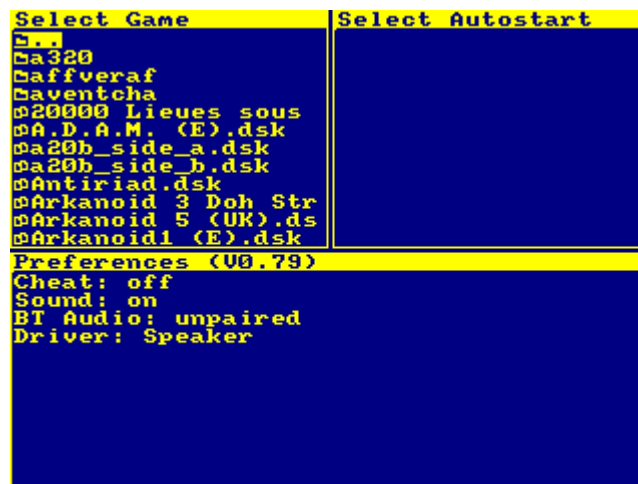 Select Game
..
a320
affveraf
aventcha
20000 Lieues sous
A.D.A.M. (E).dsk
a20b_side_a.dsk
a20b_side_b.dsk
Antiriad.dsk
Arkanoid 3 Doh Str
Arkanoid 5 (UK).ds
Arkanoid1 (E).dsk
Select Autostart
Preferences (V0.79)
Cheat: off
Sound: on
BT Audio: unpaired
Driver: Speaker